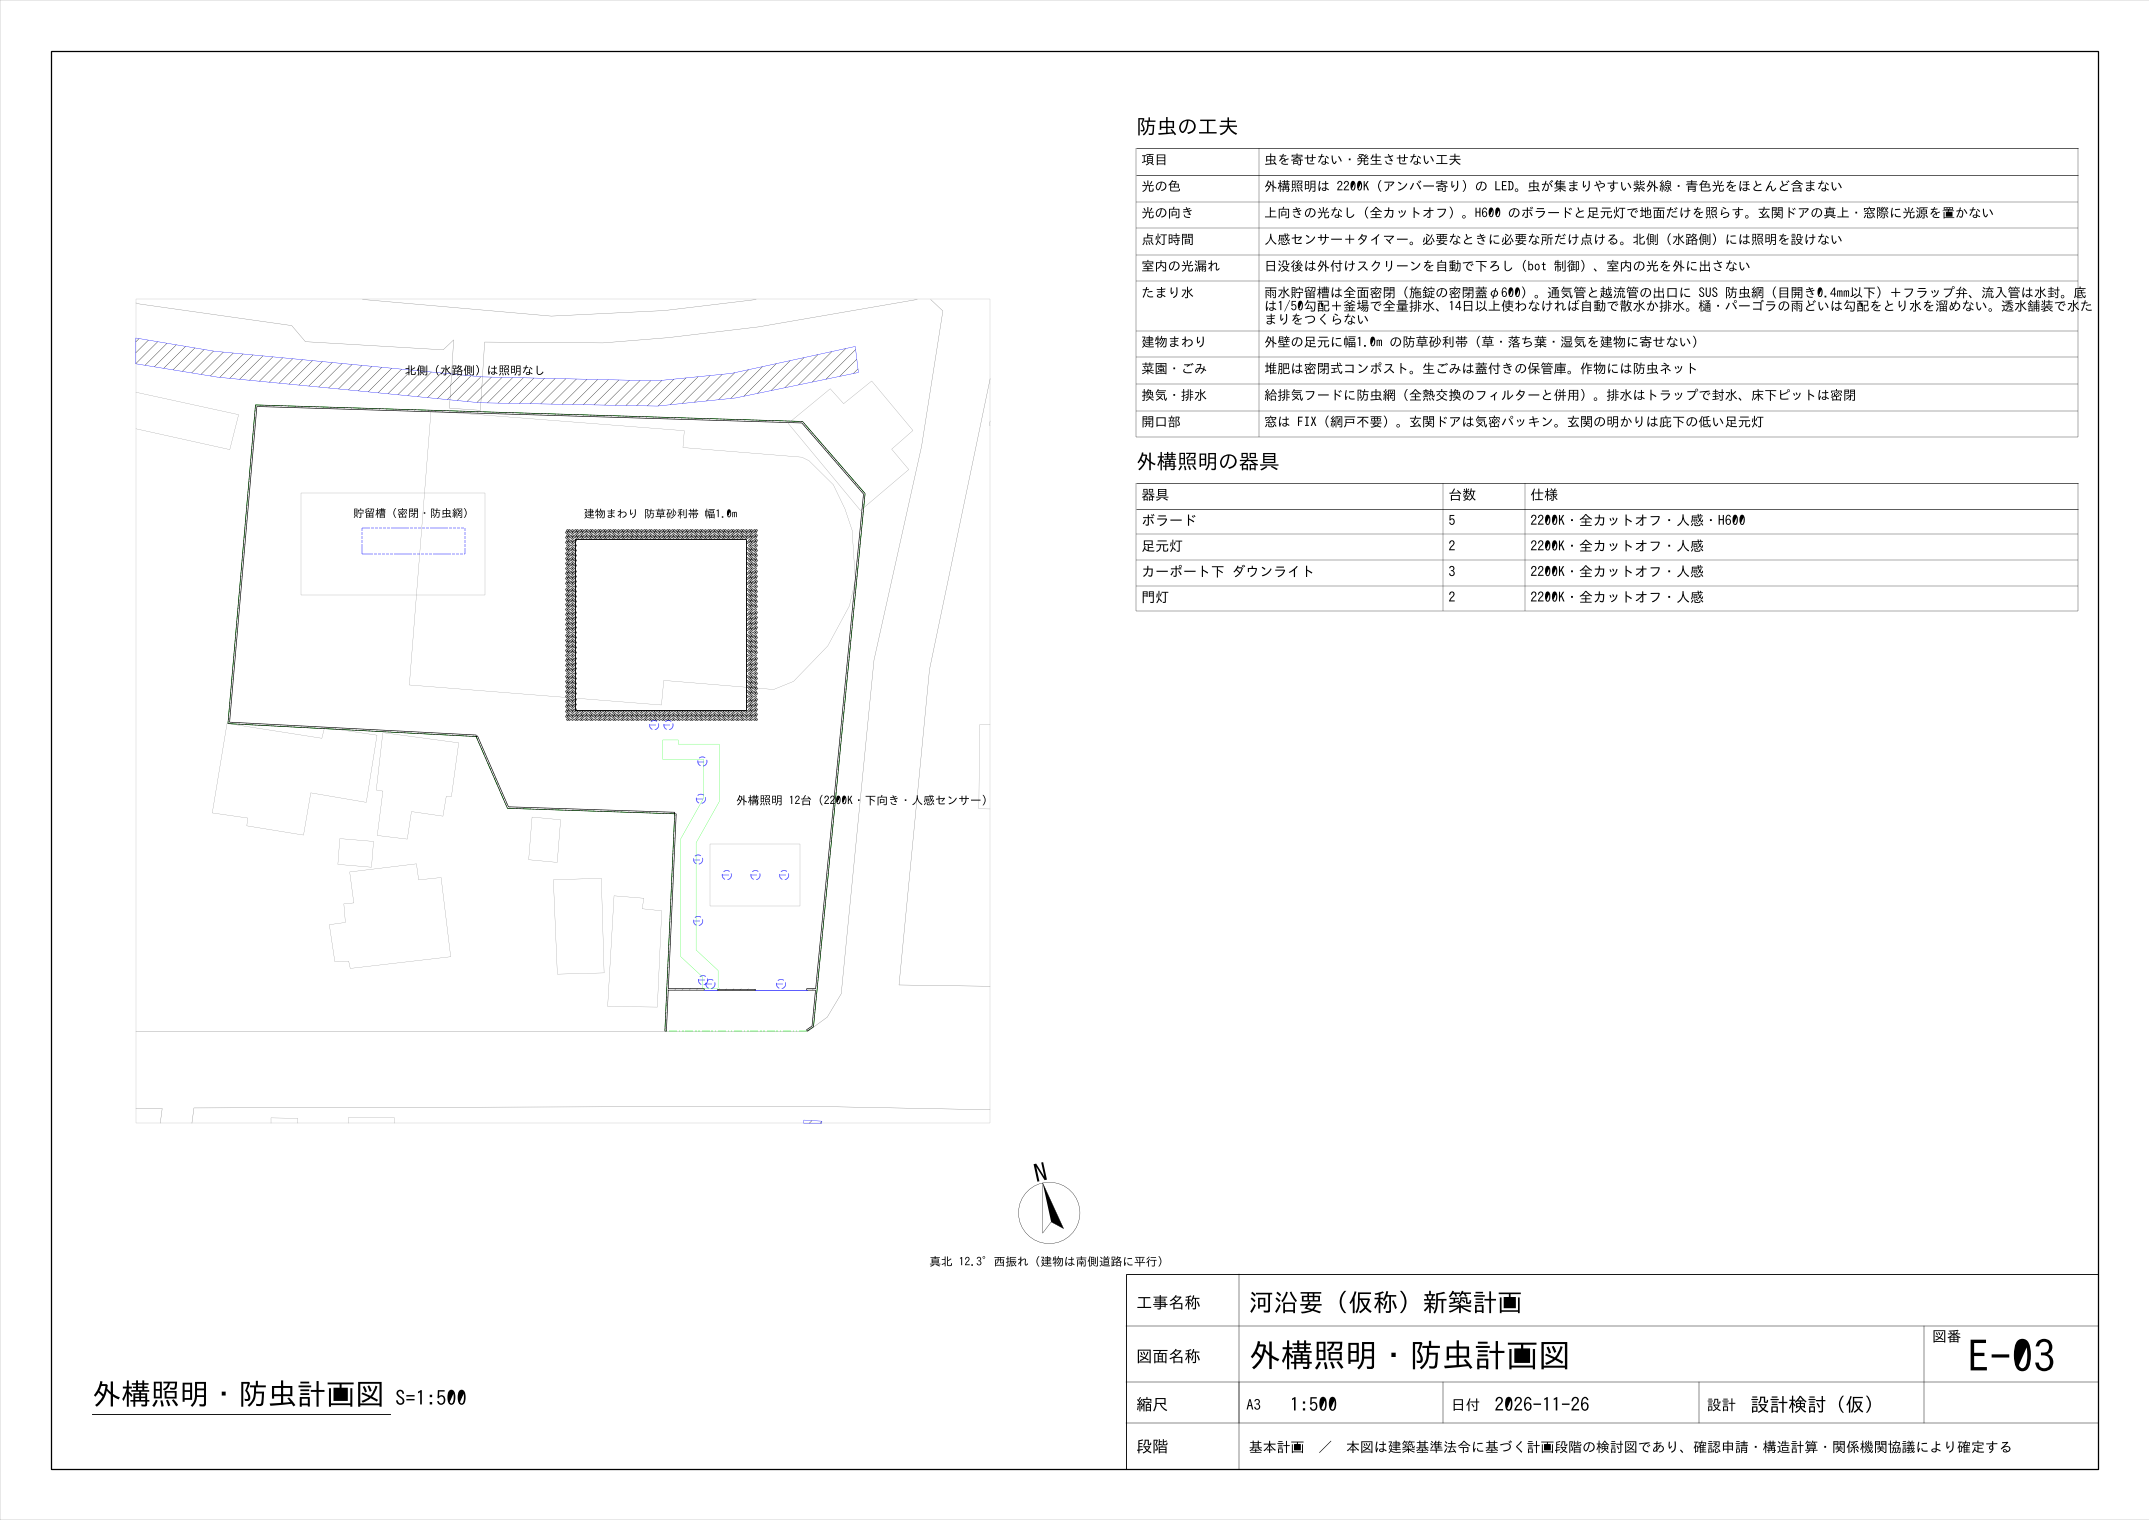 防虫の工夫
項目 虫を寄せない・発生させない工夫
光の色 外構照明は 2200K（アンバー寄り）の LED。虫が集まりやすい紫外線・青色光をほとんど含まない
光の向き 上向きの光なし（全カットオフ）。H600 のボラードと足元灯で地面だけを照らす。玄関ドアの真上・窓際に光源を置かない
点灯時間 人感センサー＋タイマー。必要なときに必要な所だけ点ける。北側（水路側）には照明を設けない
室内の光漏れ 日没後は外付けスクリーンを自動で下ろし（bot 制御）、室内の光を外に出さない
たまり水 雨水貯留槽は全面密閉（施錠の密閉蓋φ600）。通気管と越流管の出口に SUS 防虫網（目開き0.4mm以下）＋フラップ弁、流入管は水封。底
は1/50勾配＋釜場で全量排水、14日以上使わなければ自動で散水か排水。樋・パーゴラの雨どいは勾配をとり水を溜めない。透水舗装で水た
まりをつくらない
建物まわり 外壁の足元に幅1.0m の防草砂利帯（草・落ち葉・湿気を建物に寄せない）
菜園・ごみ 堆肥は密閉式コンポスト。生ごみは蓋付きの保管庫。作物には防虫ネット
換気・排水 給排気フードに防虫網（全熱交換のフィルターと併用）。排水はトラップで封水、床下ピットは密閉
開口部 窓は FIX（網戸不要）。玄関ドアは気密パッキン。玄関の明かりは庇下の低い足元灯
外構照明の器具
器具 台数 仕様
ボラード 5 2200K・全カットオフ・人感・H600
足元灯 2 2200K・全カットオフ・人感
カーポート下 ダウンライト 3 2200K・全カットオフ・人感
門灯 2 2200K・全カットオフ・人感
北側（水路側）は照明なし
貯留槽（密閉・防虫網）
建物まわり 防草砂利帯 幅1.0m
外構照明 12台（2200K・下向き・人感センサー）
N
真北 12.3° 西振れ（建物は南側道路に平行）
外構照明・防虫計画図 S=1:500
工事名称 河沿要（仮称）新築計画
図面名称 外構照明・防虫計画図 図番 E-03
縮尺 A3 1:500 日付 2026-11-26 設計 設計検討（仮）
段階 基本計画 ／ 本図は建築基準法令に基づく計画段階の検討図であり、確認申請・構造計算・関係機関協議により確定する